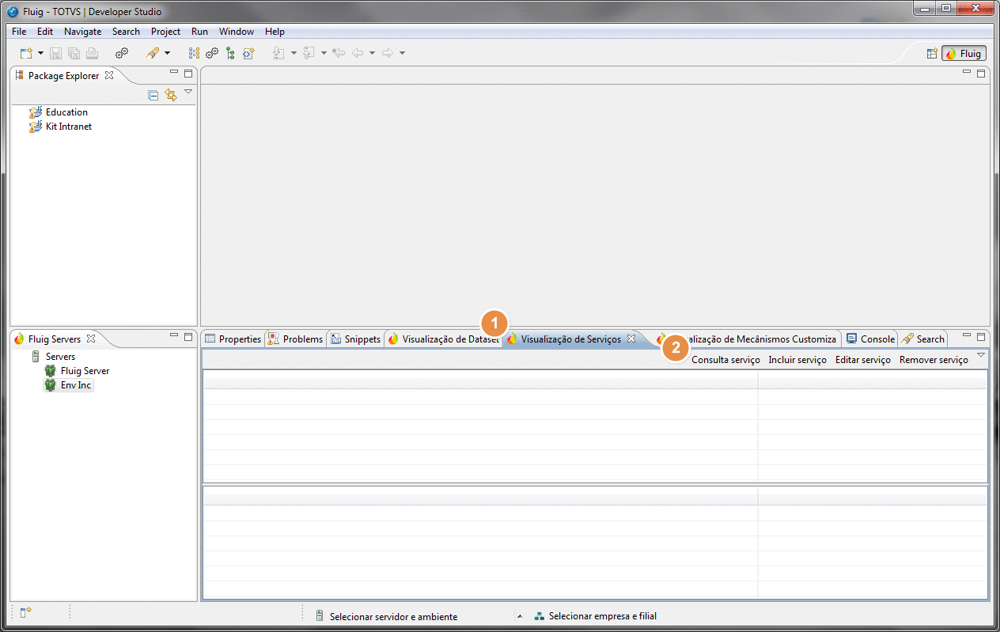 Fluig - TOTVS | Developer Studio
File Edit Navigate Search Project Run Window Help
Fluig
Package Explorer
Education
Kit Intranet
1
Fluig Servers
Properties Problems Snippets Visualização de Dataset Visualização de Serviços alização de Mecânismos Customiza Console Search
2
Consulta serviço Incluir serviço Editar serviço Remover serviço
Servers
Fluig Server
Env Inc
Selecionar servidor e ambiente Selecionar empresa e filial